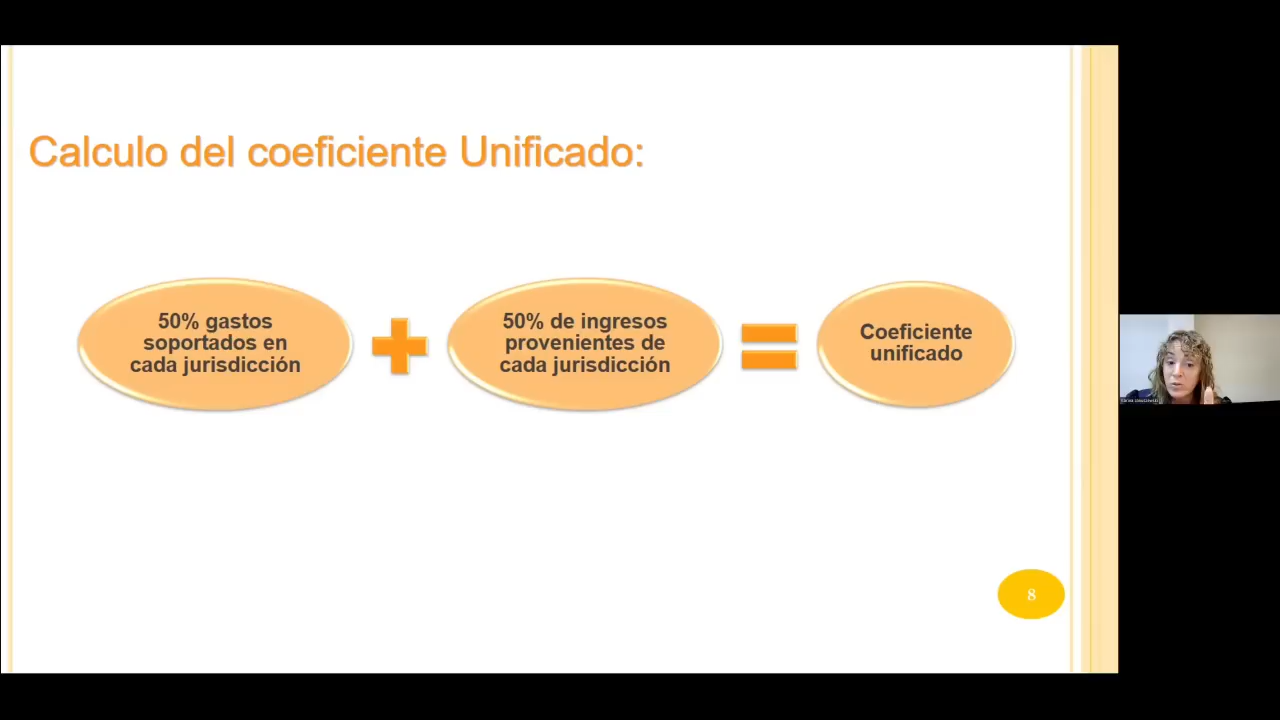 Calculo del coeficiente Unificado:
50% gastos
soportados en
cada jurisdicción
50% de ingresos
provenientes de
cada jurisdicción
Coeficiente
unificado
8